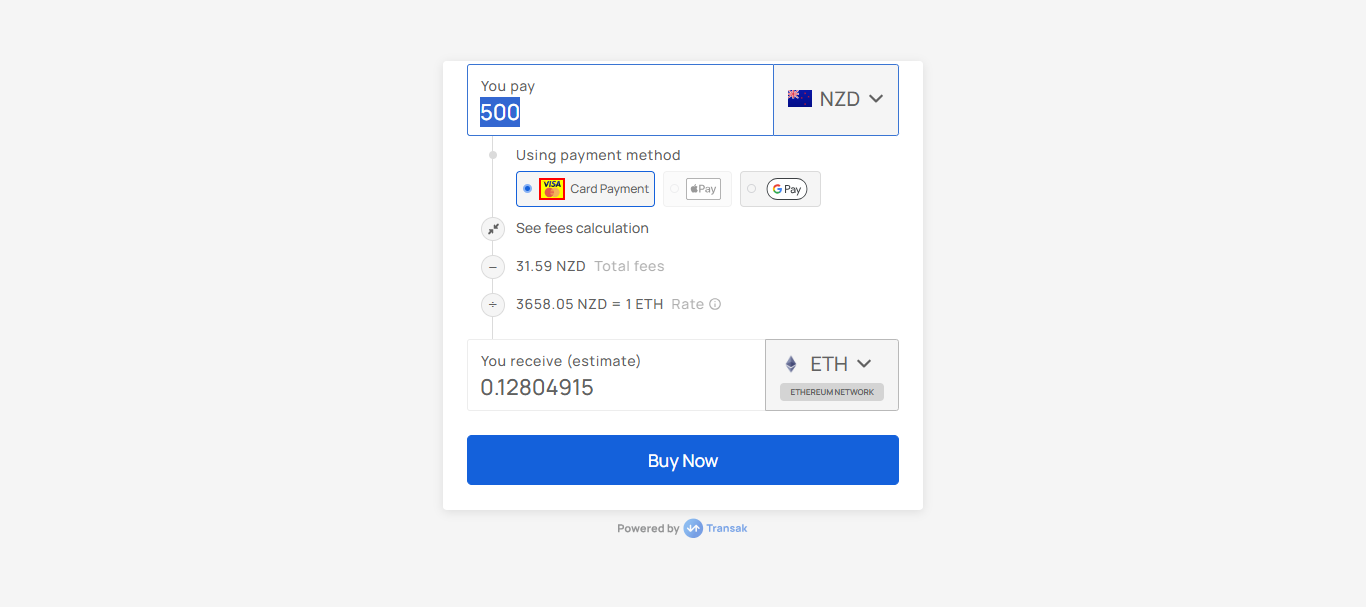 You pay
500
NZD
Using payment method
VISA Card Payment
Pay
G Pay
See fees calculation
− 31.59 NZD Total fees
÷ 3658.05 NZD = 1 ETH Rate
You receive (estimate)
0.12804915
ETH
ETHEREUM NETWORK
Buy Now
Powered by Transak